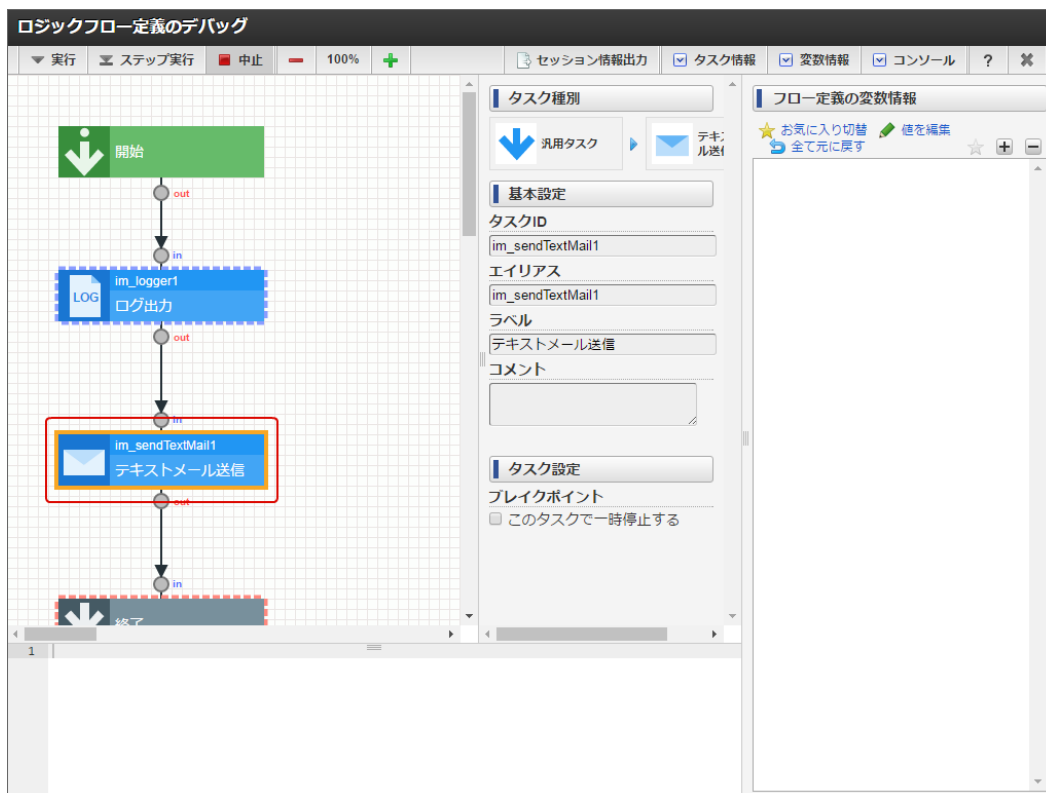 ロジックフロー定義のデバッグ
実行 ステップ実行 中止 100% セッション情報出力 タスク情報 変数情報 コンソール ?
開始
out
in
im_logger1
LOG
ログ出力
out
in
im_sendTextMail1
テキストメール送信
out
in
終了
タスク種別
汎用タスク
基本設定
タスクID
im_sendTextMail1
エイリアス
im_sendTextMail1
ラベル
テキストメール送信
コメント
タスク設定
ブレイクポイント
このタスクで一時停止する
フロー定義の変数情報
お気に入り切替 値を編集
全て元に戻す
1